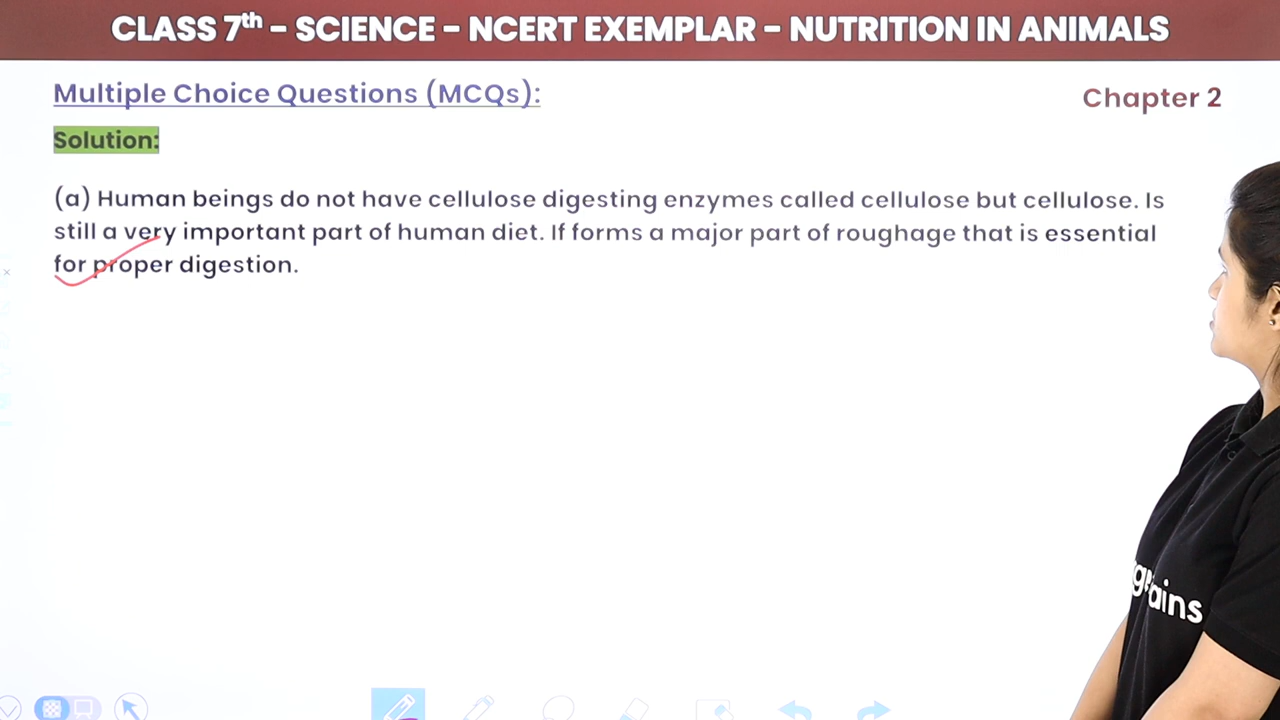 CLASS 7th – SCIENCE – NCERT EXEMPLAR – NUTRITION IN ANIMALS
Multiple Choice Questions (MCQs):
Chapter 2
Solution:
(a) Human beings do not have cellulose digesting enzymes called cellulose but cellulose. Is
still a very important part of human diet. If forms a major part of roughage that is essential
for proper digestion.